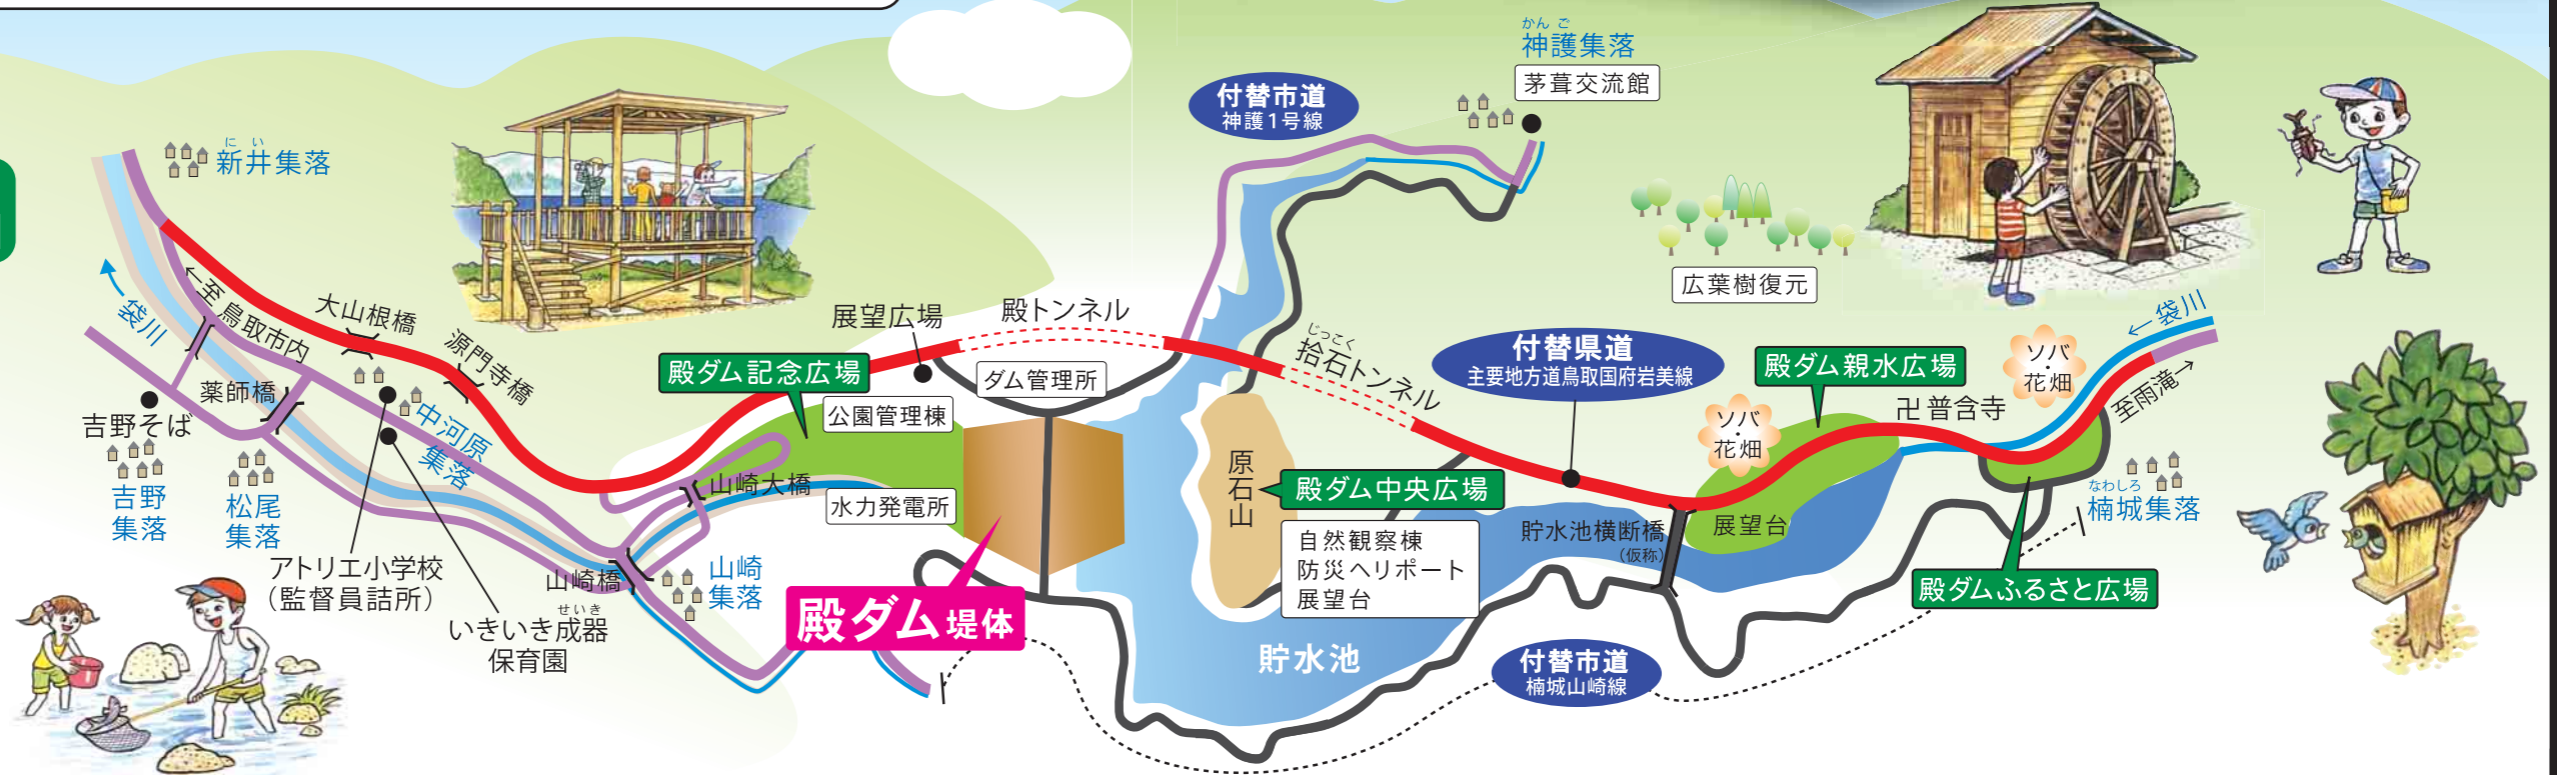 かんご
神護集落
茅葺交流館
付替市道
神護1号線
にい
新井集落
←至鳥取市内
袋川
大山根橋
源門寺橋
薬師橋
吉野そば
吉野
集落
松尾
集落
中河原
集落
アトリエ小学校
（監督員詰所）
せいき
いきいき成器
保育園
山崎橋
山崎
集落
山崎大橋
殿ダム記念広場
公園管理棟
水力発電所
展望広場
殿トンネル
ダム管理所
殿ダム堤体
じっこく
拾石トンネル
原石山
殿ダム中央広場
自然観察棟
防災ヘリポート
展望台
貯水池
付替県道
主要地方道鳥取国府岩美線
貯水池横断橋
（仮称）
付替市道
楠城山崎線
広葉樹復元
殿ダム親水広場
ソバ・花畑
展望台
卍普含寺
ソバ・花畑
←袋川
至雨滝→
なわしろ
楠城集落
殿ダムふるさと広場